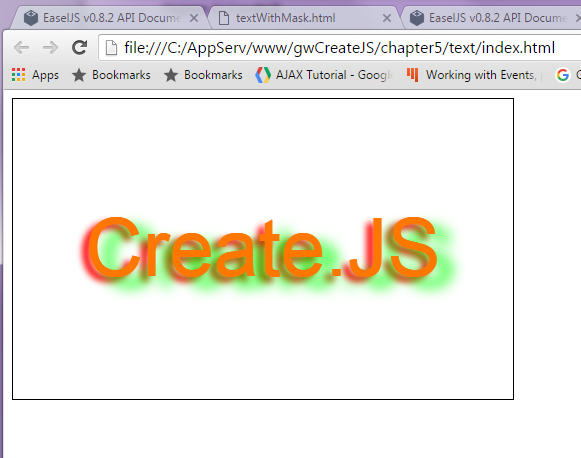 EaselJS v0.8.2 API Docume
textWithMask.html
EaselJS v0.8.2 API Docume
file:///C:/AppServ/www/gwCreateJS/chapter5/text/index.html
Apps Bookmarks Bookmarks AJAX Tutorial - Googl Working with Events, G
Create.JS